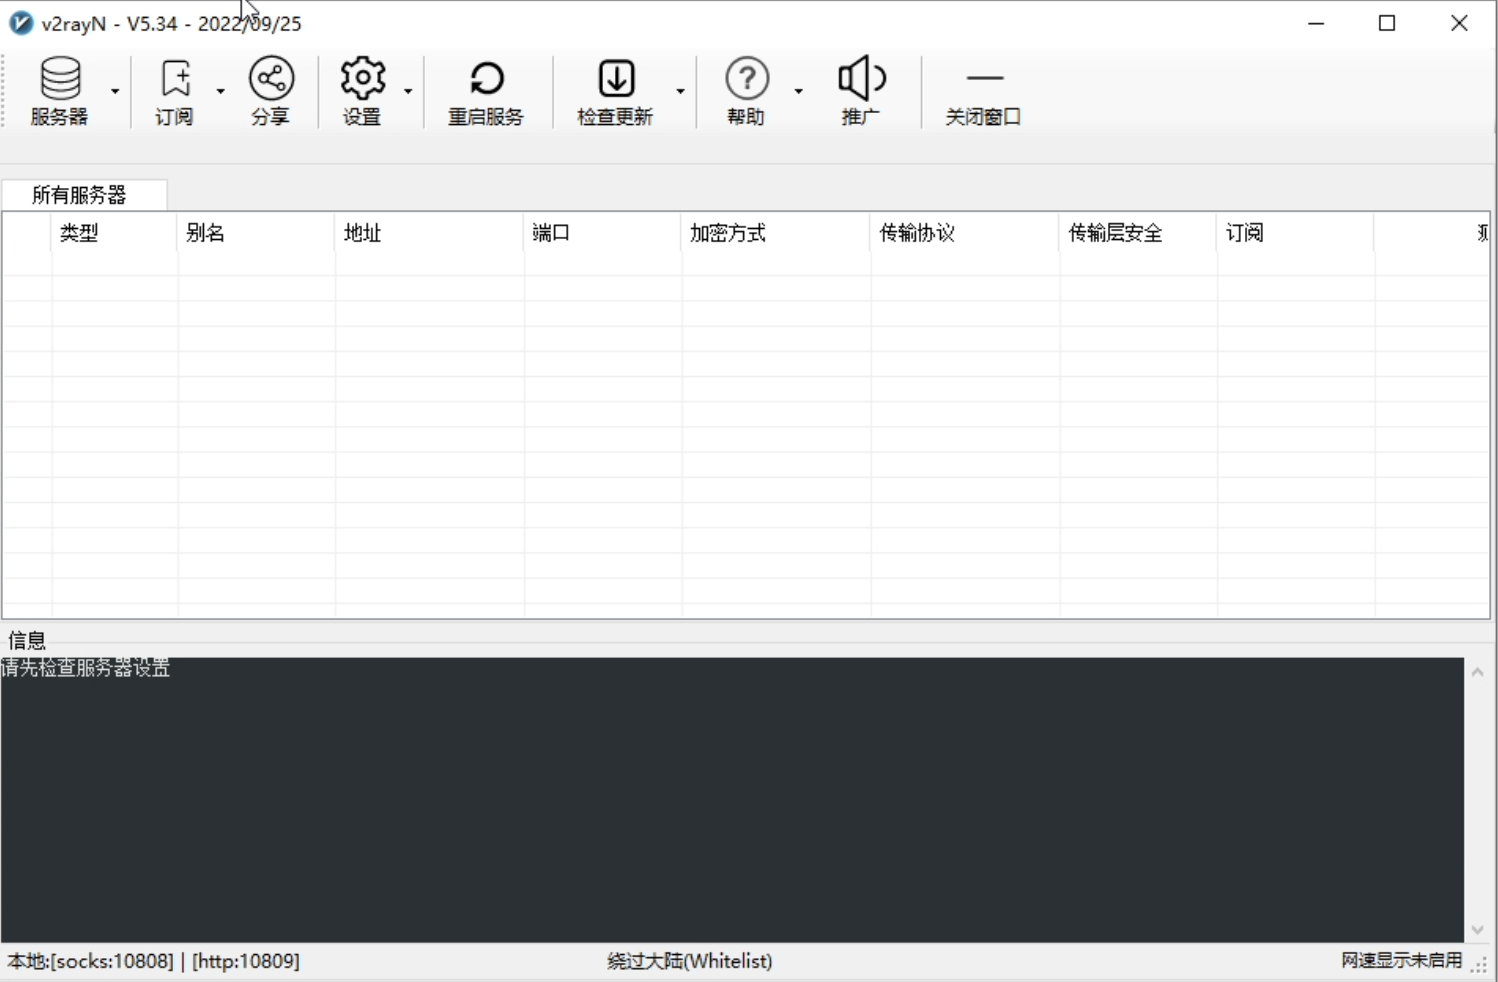 v2rayN - V5.34 - 2022/09/25
服务器 订阅 分享 设置 重启服务 检查更新 帮助 推广 关闭窗口
所有服务器
类型 别名 地址 端口 加密方式 传输协议 传输层安全 订阅
信息
请先检查服务器设置
本地:[socks:10808] | [http:10809] 绕过大陆(Whitelist) 网速显示未启用